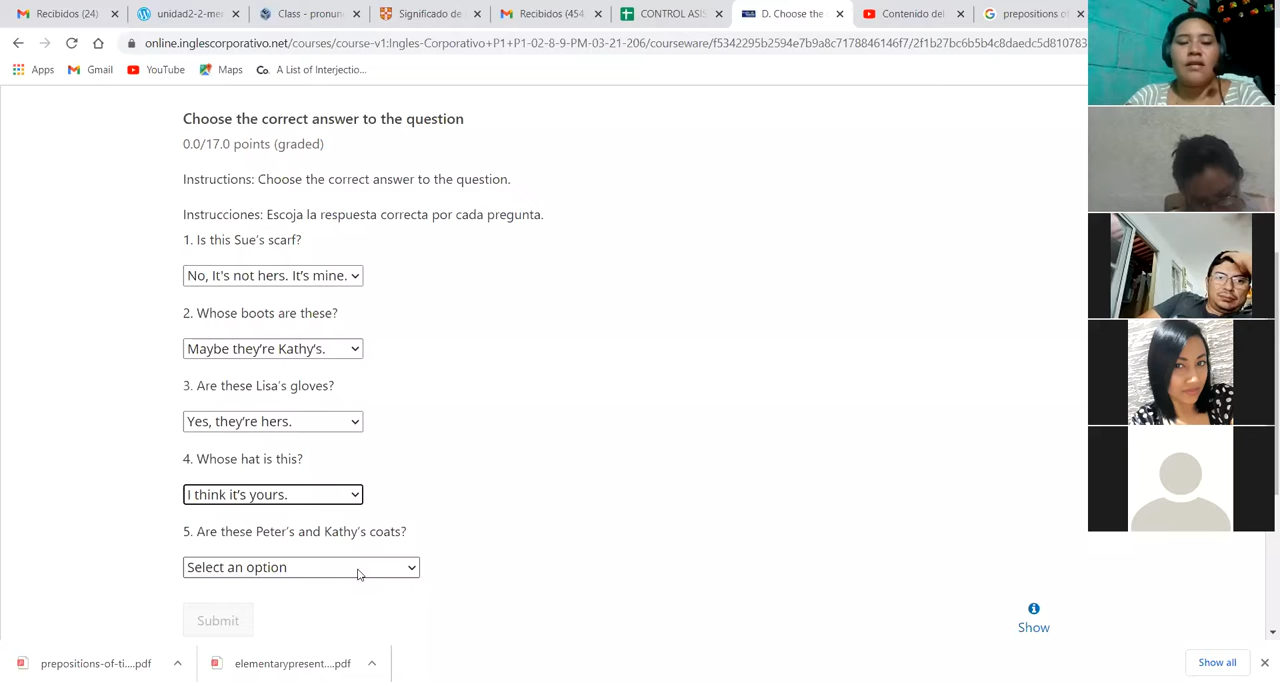 Recibidos (24)
unidad2-2-me
Class - pronun
Significado de
Recibidos (454
CONTROL ASIS
D. Choose the
Contenido del
prepositions o
online.inglescorporativo.net/courses/course-v1:Ingles-Corporativo+P1+P1-02-8-9-PM-03-21-206/courseware/f5342295b2594e7b9a8c7178846146f7/2f1b27bc6b5b4c8daedc5d810783
Apps
Gmail
YouTube
Maps
Co.
A List of Interjectio...
Choose the correct answer to the question
0.0/17.0 points (graded)
Instructions: Choose the correct answer to the question.
Instrucciones: Escoja la respuesta correcta por cada pregunta.
1. Is this Sue's scarf?
No, It's not hers. It's mine.
2. Whose boots are these?
Maybe they're Kathy's.
3. Are these Lisa's gloves?
Yes, they're hers.
4. Whose hat is this?
I think it's yours.
5. Are these Peter's and Kathy's coats?
Select an option
Submit
Show
prepositions-of-ti....pdf
elementarypresent....pdf
Show all